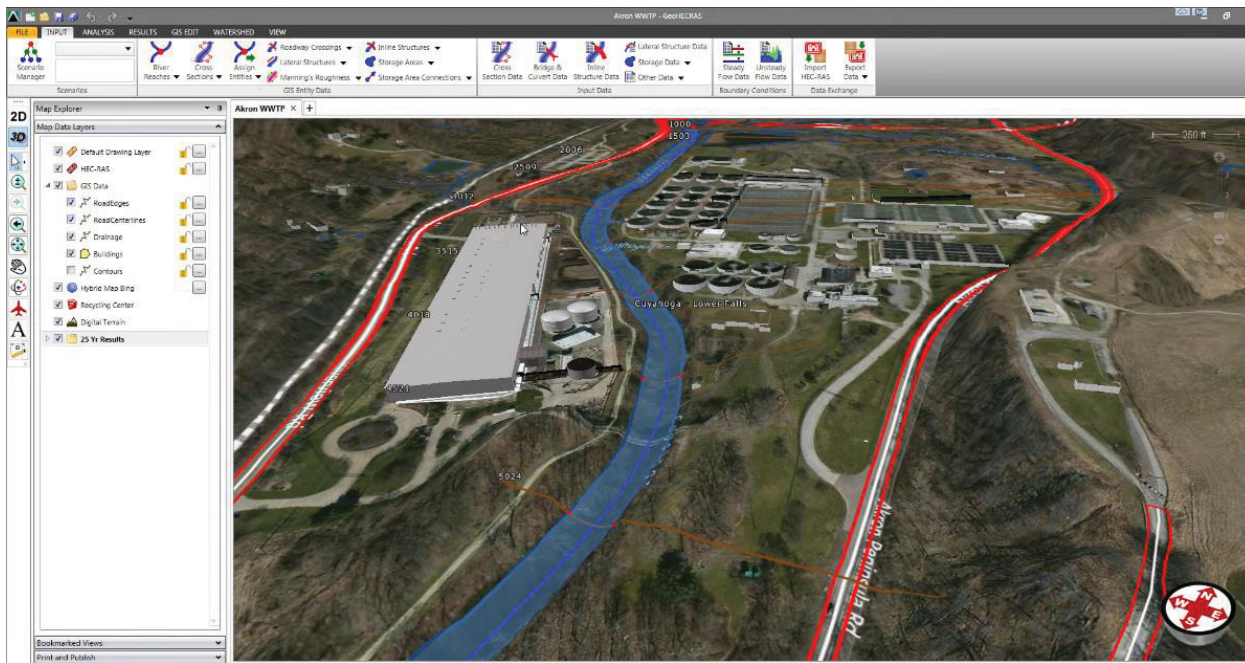 Akron WWTP - GeoHECRAS
FILE INPUT ANALYSIS RESULTS GIS EDIT WATERSHED VIEW
Scenario Manager
River Reaches
Cross Sections
Assign Entities
Roadway Crossings
Lateral Structures
Manning's Roughness
Inline Structures
Storage Areas
Storage Area Connections
Cross Section Data
Bridge & Culvert Data
Inline Structure Data
Lateral Structure Data
Storage Data
Other Data
Steady Flow Data
Unsteady Flow Data
Import HEC-RAS
Export Data
Scenarios
GIS Entity Data
Input Data
Boundary Conditions
Data Exchange
2D
3D
A
Map Explorer
Map Data Layers
Default Drawing Layer
HEC-RAS
GIS Data
RoadEdges
RoadCenterlines
Drainage
Buildings
Contours
Hybrid Map Bing
Recycling Center
Digital Terrain
25 Yr Results
Bookmarked Views
Print and Publish
Akron WWTP
250 ft
1000
1503
2006
2509
3012
3515
4018
4521
5024
Cuyahoga - Lower Falls
Akron Peninsula Rd
N
E
S
W